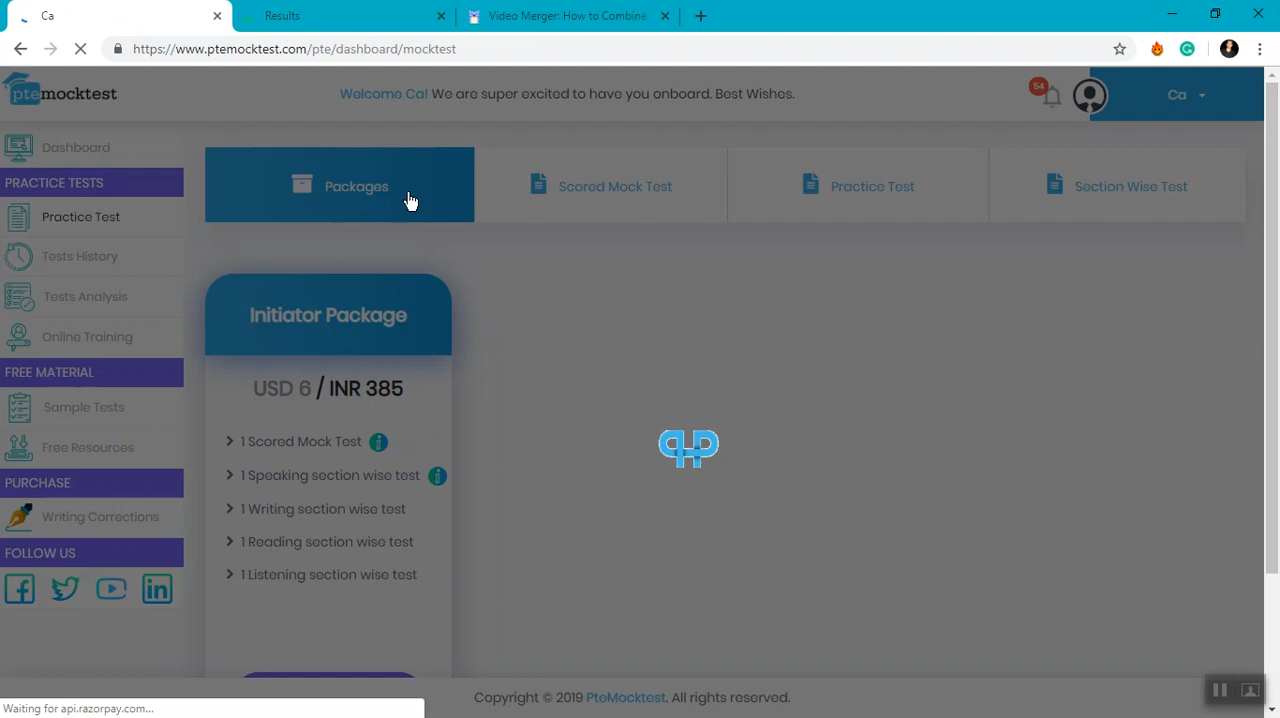 Ca
Results
Video Merger: How to Combine
https://www.ptemocktest.com/pte/dashboard/mocktest
ptemocktest
Welcome Ca! We are super excited to have you onboard. Best Wishes.
54
Ca
Dashboard
PRACTICE TESTS
Practice Test
Tests History
Tests Analysis
Online Training
FREE MATERIAL
Sample Tests
Free Resources
PURCHASE
Writing Corrections
FOLLOW US
Packages
Scored Mock Test
Practice Test
Section Wise Test
Initiator Package
USD 6 / INR 385
1 Scored Mock Test
1 Speaking section wise test
1 Writing section wise test
1 Reading section wise test
1 Listening section wise test
Copyright © 2019 PteMocktest. All rights reserved.
Waiting for api.razorpay.com...